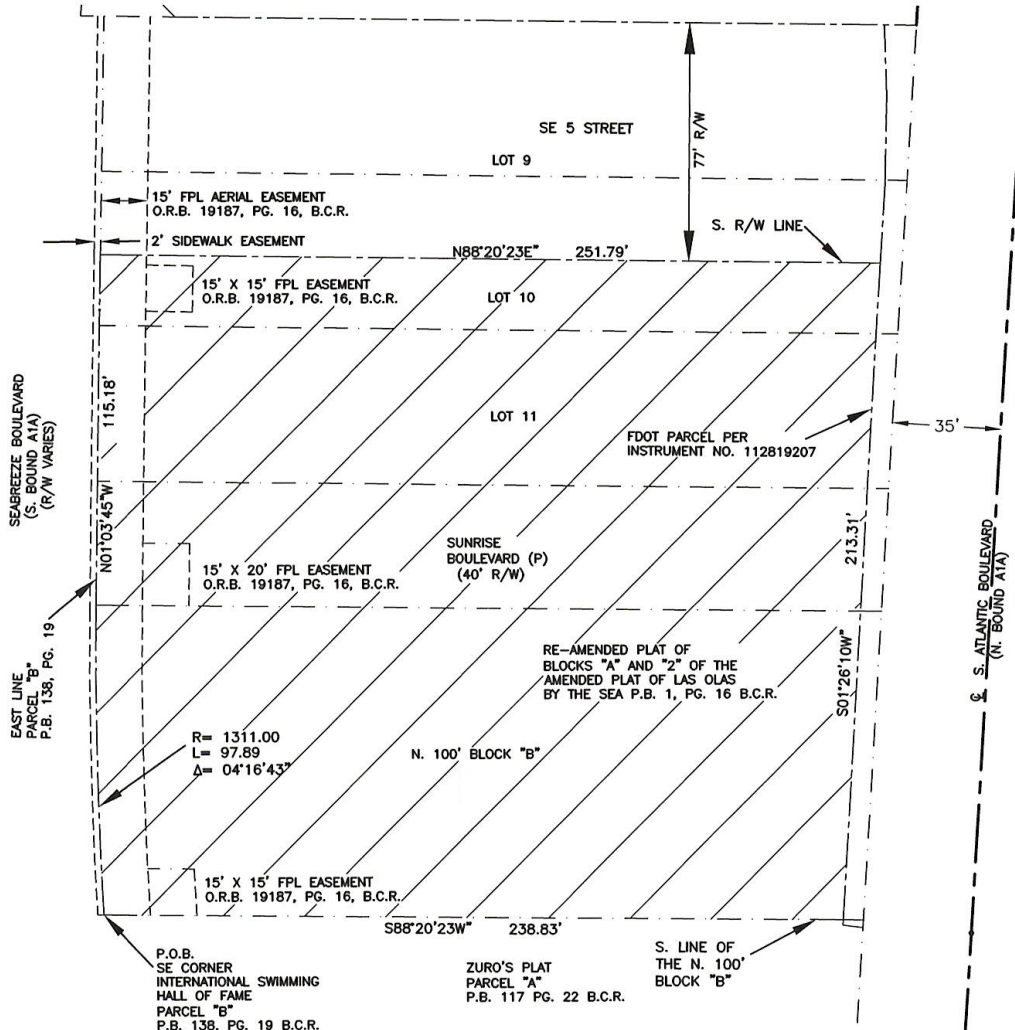 SE 5 STREET
77' R/W
LOT 9
15' FPL AERIAL EASEMENT
O.R.B. 19187, PG. 16, B.C.R.
S. R/W LINE
2' SIDEWALK EASEMENT
N88°20'23E" 251.79'
15' X 15' FPL EASEMENT
O.R.B. 19187, PG. 16, B.C.R.
LOT 10
SEABREEZE BOULEVARD
(S. BOUND A1A)
(R/W VARIES)
115.18'
N01°03'45"W
LOT 11
FDOT PARCEL PER
INSTRUMENT NO. 112819207
35'
SUNRISE
BOULEVARD (P)
(40' R/W)
15' X 20' FPL EASEMENT
O.R.B. 19187, PG. 16, B.C.R.
213.31'
S01°26'10W"
℄ S. ATLANTIC BOULEVARD
(N. BOUND A1A)
EAST LINE
PARCEL "B"
P.B. 138, PG. 19
RE-AMENDED PLAT OF
BLOCKS "A" AND "2" OF THE
AMENDED PLAT OF LAS OLAS
BY THE SEA P.B. 1, PG. 16 B.C.R.
R= 1311.00
L= 97.89
Δ= 04°16'43"
N. 100' BLOCK "B"
15' X 15' FPL EASEMENT
O.R.B. 19187, PG. 16, B.C.R.
S88°20'23W" 238.83'
P.O.B.
SE CORNER
INTERNATIONAL SWIMMING
HALL OF FAME
PARCEL "B"
P.B. 138, PG. 19 B.C.R.
ZURO'S PLAT
PARCEL "A"
P.B. 117 PG. 22 B.C.R.
S. LINE OF
THE N. 100'
BLOCK "B"